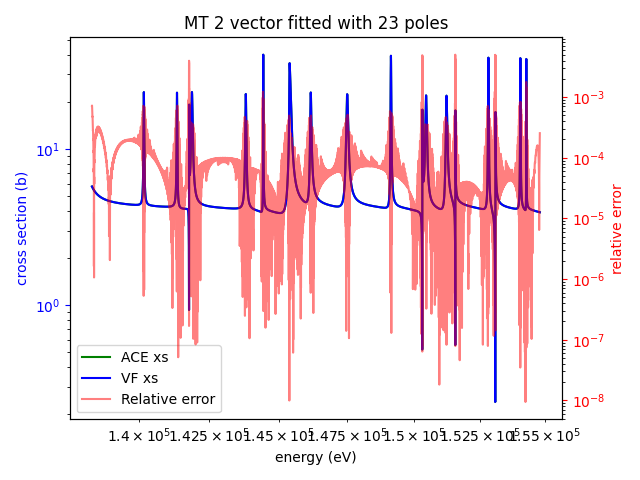 MT 2 vector fitted with 23 poles
10¹
10⁰
cross section (b)
ACE xs
VF xs
Relative error
10⁻³
10⁻⁴
10⁻⁵
10⁻⁶
10⁻⁷
10⁻⁸
relative error
1.4 × 10⁵ 1.425 × 10⁵ 1.45 × 10⁵ 1.475 × 10⁵ 1.5 × 10⁵ 1.525 × 10⁵ 1.55 × 10⁵
energy (eV)